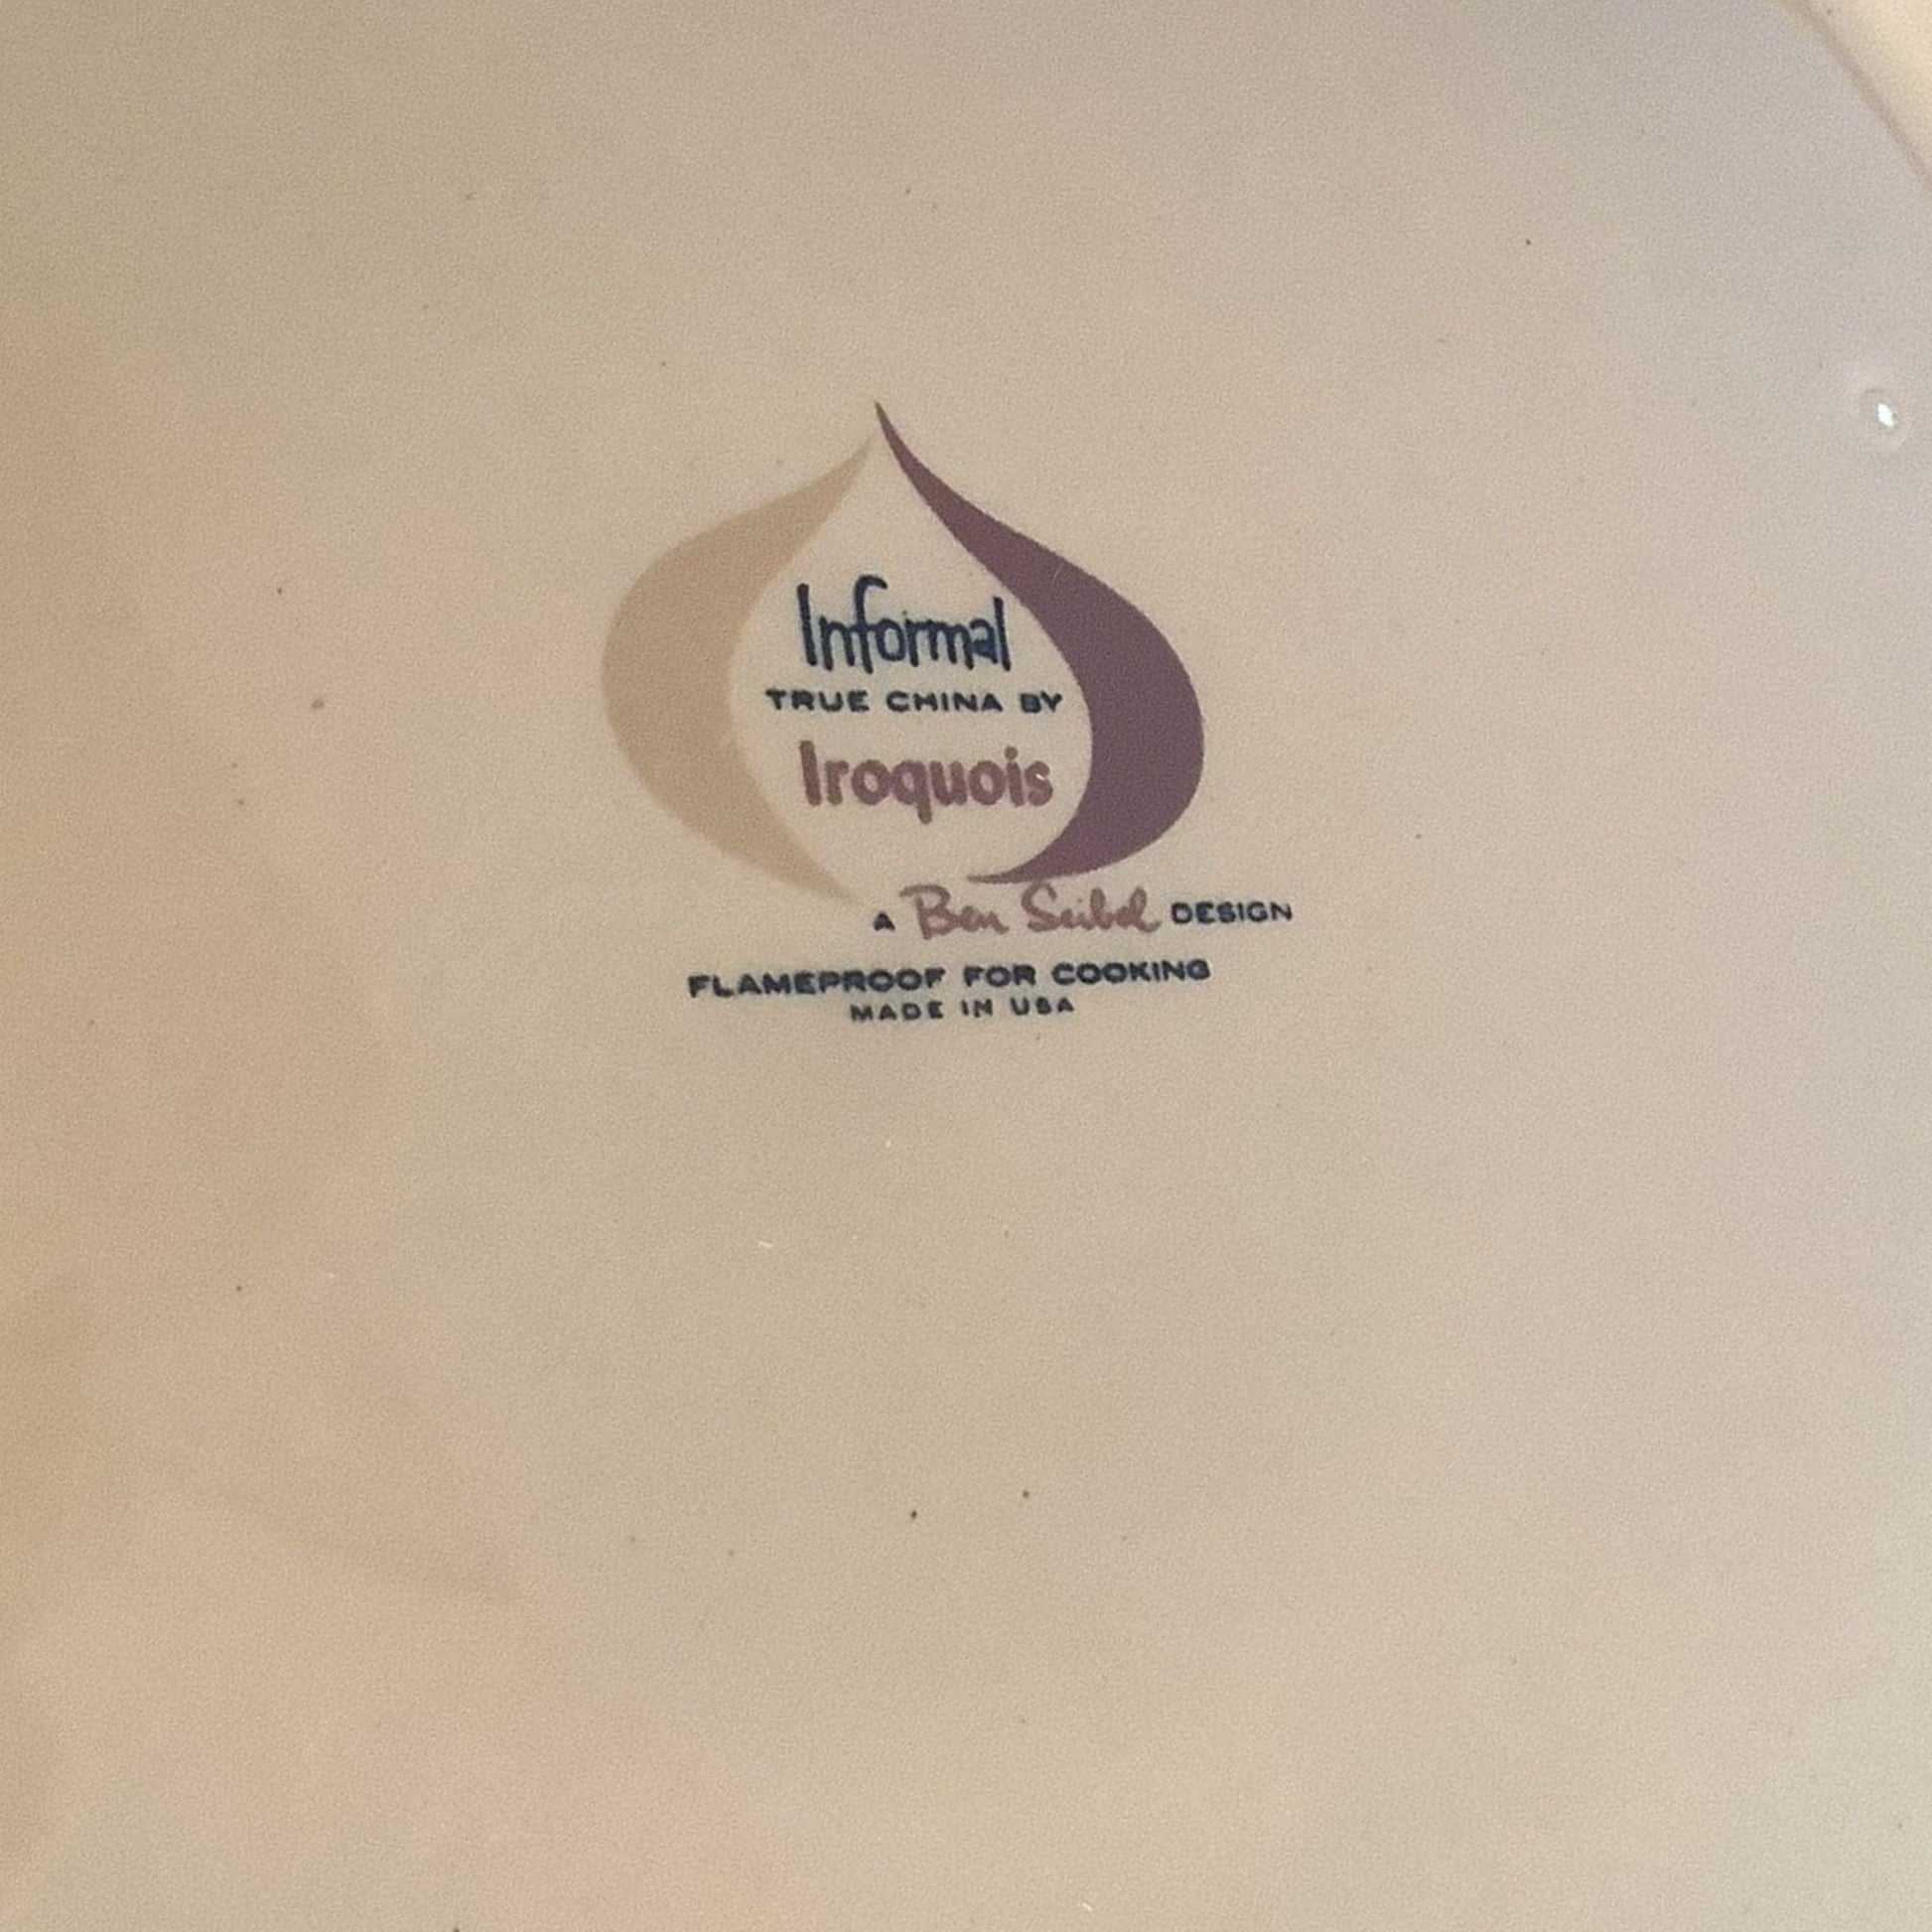 Informal
TRUE CHINA BY
Iroquois
A Ben Seibel DESIGN
FLAMEPROOF FOR COOKING
MADE IN USA